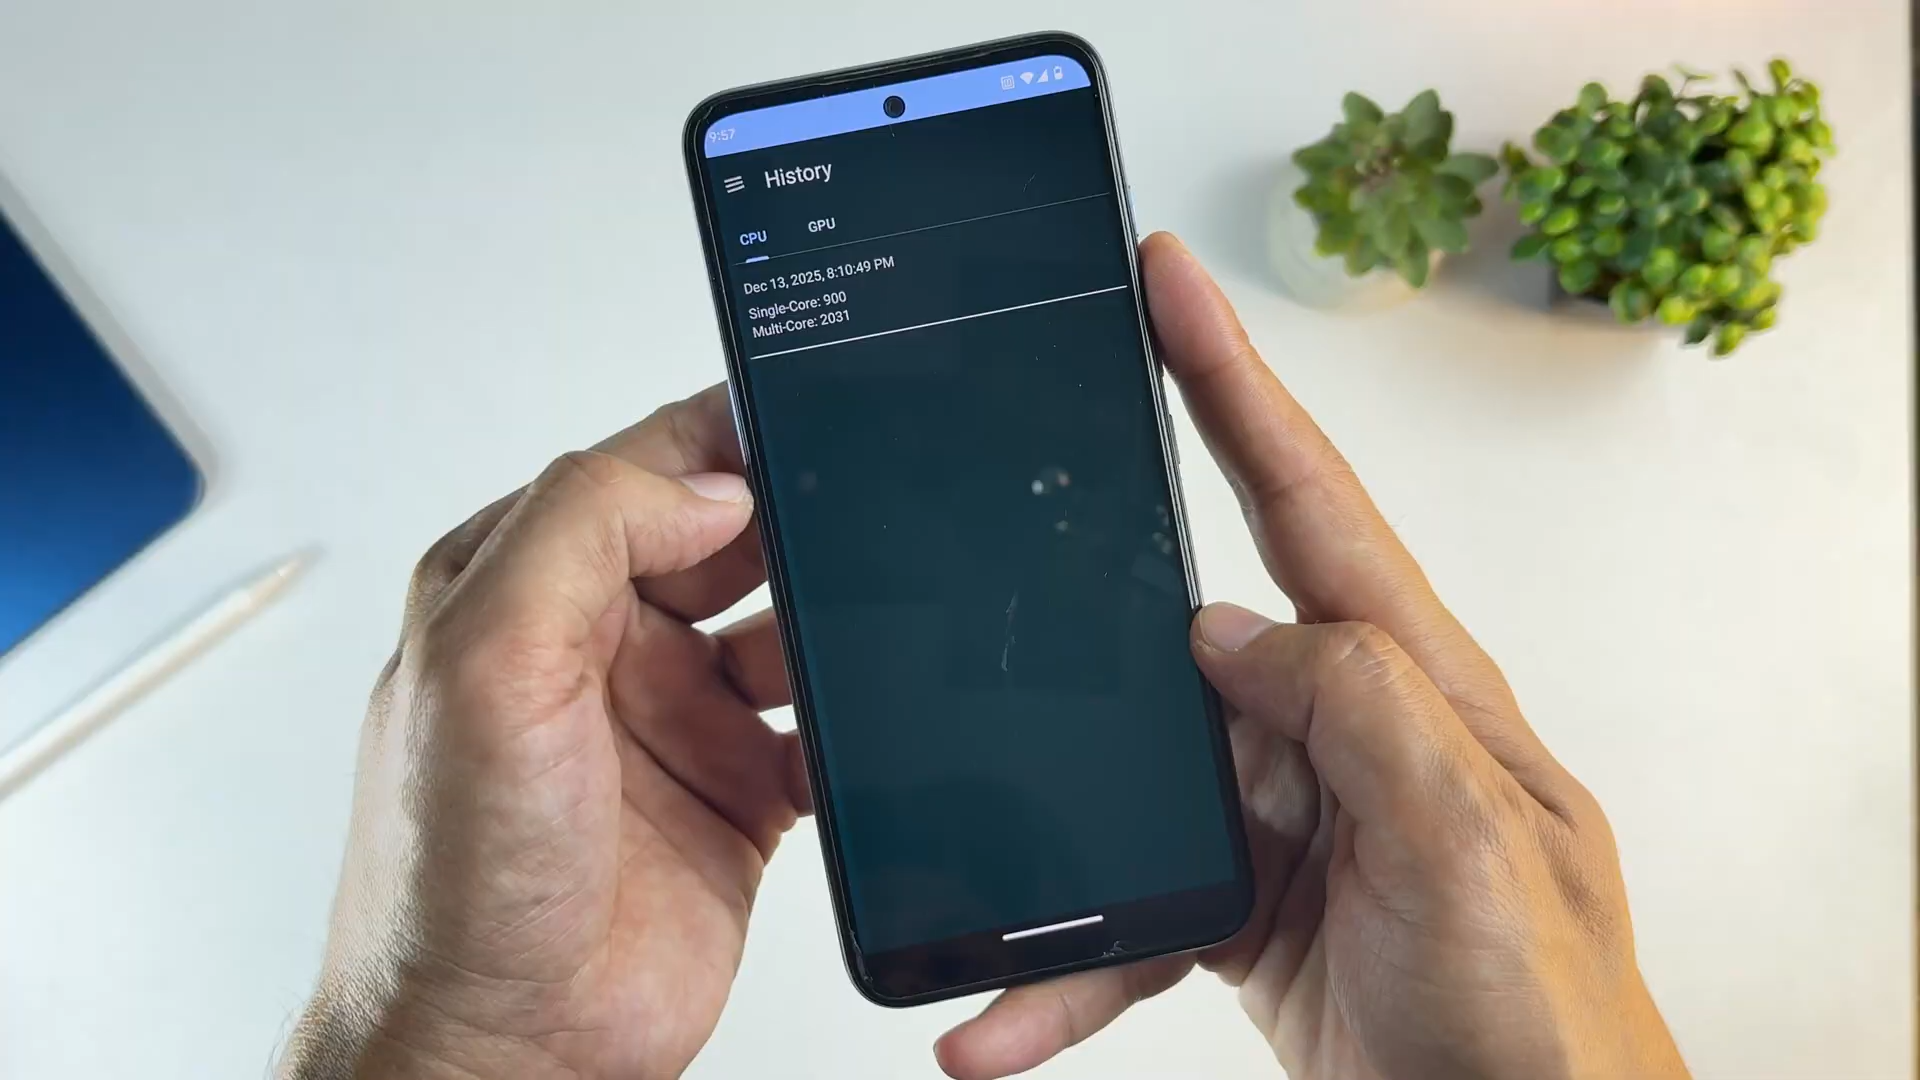 9:57
History
CPU GPU
Dec 13, 2025, 8:10:49 PM
Single-Core: 900
Multi-Core: 2031